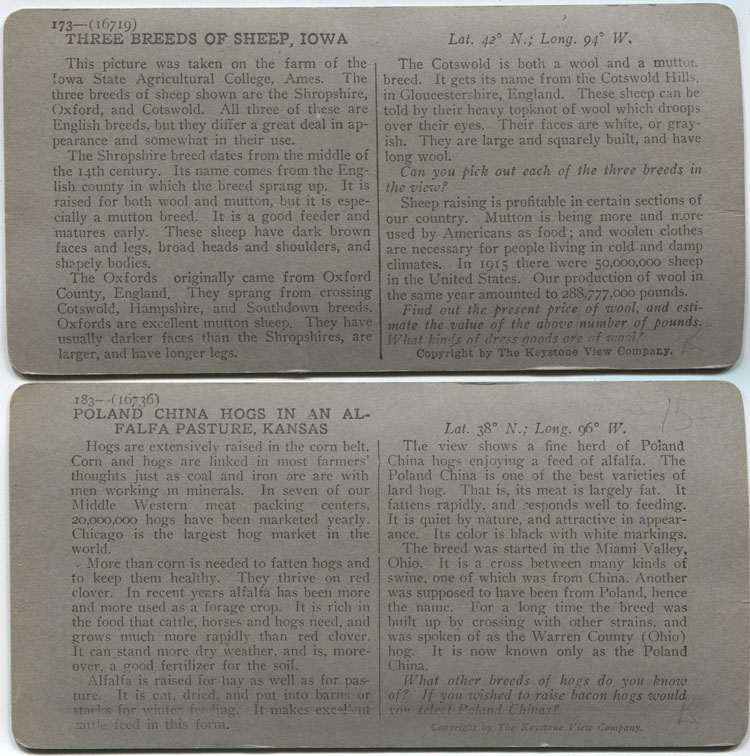 173—(16719)
THREE BREEDS OF SHEEP, IOWA
This picture was taken on the farm of the
Iowa State Agricultural College, Ames. The
three breeds of sheep shown are the Shropshire,
Oxford, and Cotswold. All three of these are
English breeds, but they differ a great deal in ap-
pearance and somewhat in their use.
The Shropshire breed dates from the middle of
the 14th century. Its name comes from the Eng-
lish county in which the breed sprang up. It is
raised for both wool and mutton, but it is espe-
cially a mutton breed. It is a good feeder and
matures early. These sheep have dark brown
faces and legs, broad heads and shoulders, and
shapely bodies.
The Oxfords originally came from Oxford
County, England. They sprang from crossing
Cotswold, Hampshire, and Southdown breeds.
Oxfords are excellent mutton sheep. They have
usually darker faces than the Shropshires, are
larger, and have longer legs.
Lat. 42° N.; Long. 94° W.
The Cotswold is both a wool and a mutton
breed. It gets its name from the Cotswold Hills,
in Gloucestershire, England. These sheep can be
told by their heavy topknot of wool which droops
over their eyes. Their faces are white, or gray-
ish. They are large and squarely built, and have
long wool.
Can you pick out each of the three breeds in
the view?
Sheep raising is profitable in certain sections of
our country. Mutton is being more and more
used by Americans as food; and woolen clothes
are necessary for people living in cold and damp
climates. In 1915 there were 50,000,000 sheep
in the United States. Our production of wool in
the same year amounted to 288,777,000 pounds.
Find out the present price of wool, and esti-
mate the value of the above number of pounds.
What kinds of dress goods are of wool?
Copyright by The Keystone View Company.
183—(16736)
POLAND CHINA HOGS IN AN AL-
FALFA PASTURE, KANSAS
Hogs are extensively raised in the corn belt.
Corn and hogs are linked in most farmers'
thoughts just as coal and iron ore are with
men working in minerals. In seven of our
Middle Western meat packing centers,
20,000,000 hogs have been marketed yearly.
Chicago is the largest hog market in the
world.
More than corn is needed to fatten hogs and
to keep them healthy. They thrive on red
clover. In recent years alfalfa has been more
and more used as a forage crop. It is rich in
the food that cattle, horses and hogs need, and
grows much more rapidly than red clover.
It can stand more dry weather, and is, more-
over, a good fertilizer for the soil.
Alfalfa is raised for hay as well as for pas-
ture. It is cut, dried, and put into barns or
stacks for winter feeding. It makes excellent
cattle feed in this form.
Lat. 38° N.; Long. 96° W.
15—
The view shows a fine herd of Poland
China hogs enjoying a feed of alfalfa. The
Poland China is one of the best varieties of
lard hog. That is, its meat is largely fat. It
fattens rapidly, and responds well to feeding.
It is quiet by nature, and attractive in appear-
ance. Its color is black with white markings.
The breed was started in the Miami Valley,
Ohio. It is a cross between many kinds of
swine, one of which was from China. Another
was supposed to have been from Poland, hence
the name. For a long time the breed was
built up by crossing with other strains, and
was spoken of as the Warren County (Ohio)
hog. It is now known only as the Poland
China.
What other breeds of hogs do you know
of? If you wished to raise bacon hogs would
you select Poland Chinas?
Copyright by The Keystone View Company.